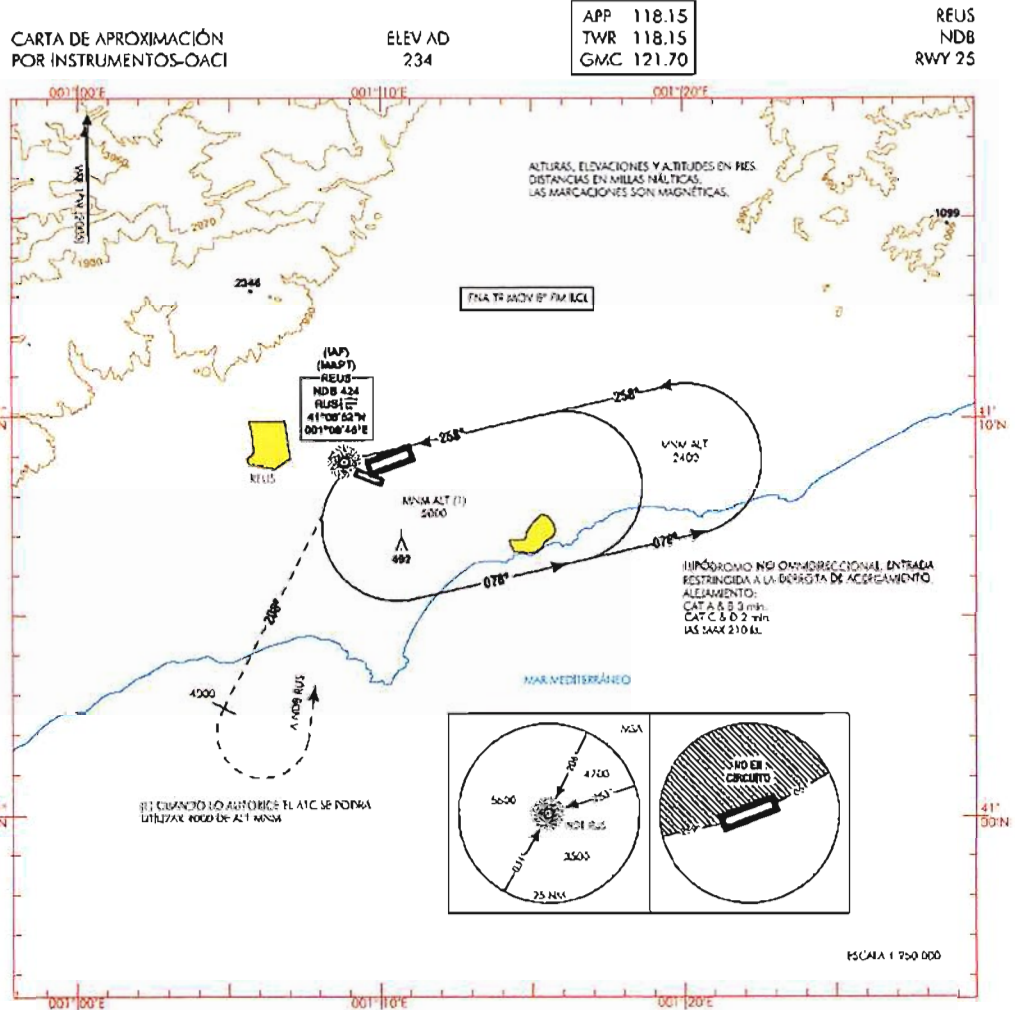 CARTA DE APROXIMACIÓN
POR INSTRUMENTOS-OACI
ELEV AD
234
APP 118.15
TWR 118.15
GMC 121.70
REUS
NDB
RWY 25
001°00'E
001°10'E
001°20'E
ALTURAS, ELEVACIONES Y ALTITUDES EN PIES.
DISTANCIAS EN MILLAS NÁUTICAS.
LAS MARCACIONES SON MAGNÉTICAS.
1099
2070
1900
2346
(IAF)
(MAPT)
REUS
NDB 424
RUS
001°08'46"E
258°
258°
41°
10'N
MNM ALT
2400
REUS
MNM ALT (1)
5000
492
078°
078°
HIPÓDROMO NO OMNIDIRECCIONAL, ENTRADA
RESTRINGIDA A LA DERROTA DE ACERCAMIENTO
ALEJAMIENTO:
CAT A & B 3 min.
CAT C & D 2 min.
IAS MAX 210 kt.
208°
4000
A NDB RUS
MAR MEDITERRÁNEO
(1) CUANDO LO AUTORICE EL ATC SE PODRÁ
UTILIZAR 4000 DE ALT MNM
MSA
5600
4700
NDB RUS
3500
25 NM
NO EN
CIRCUITO
41°
00'N
ESCALA 1:250 000
001°00'E
001°10'E
001°20'E